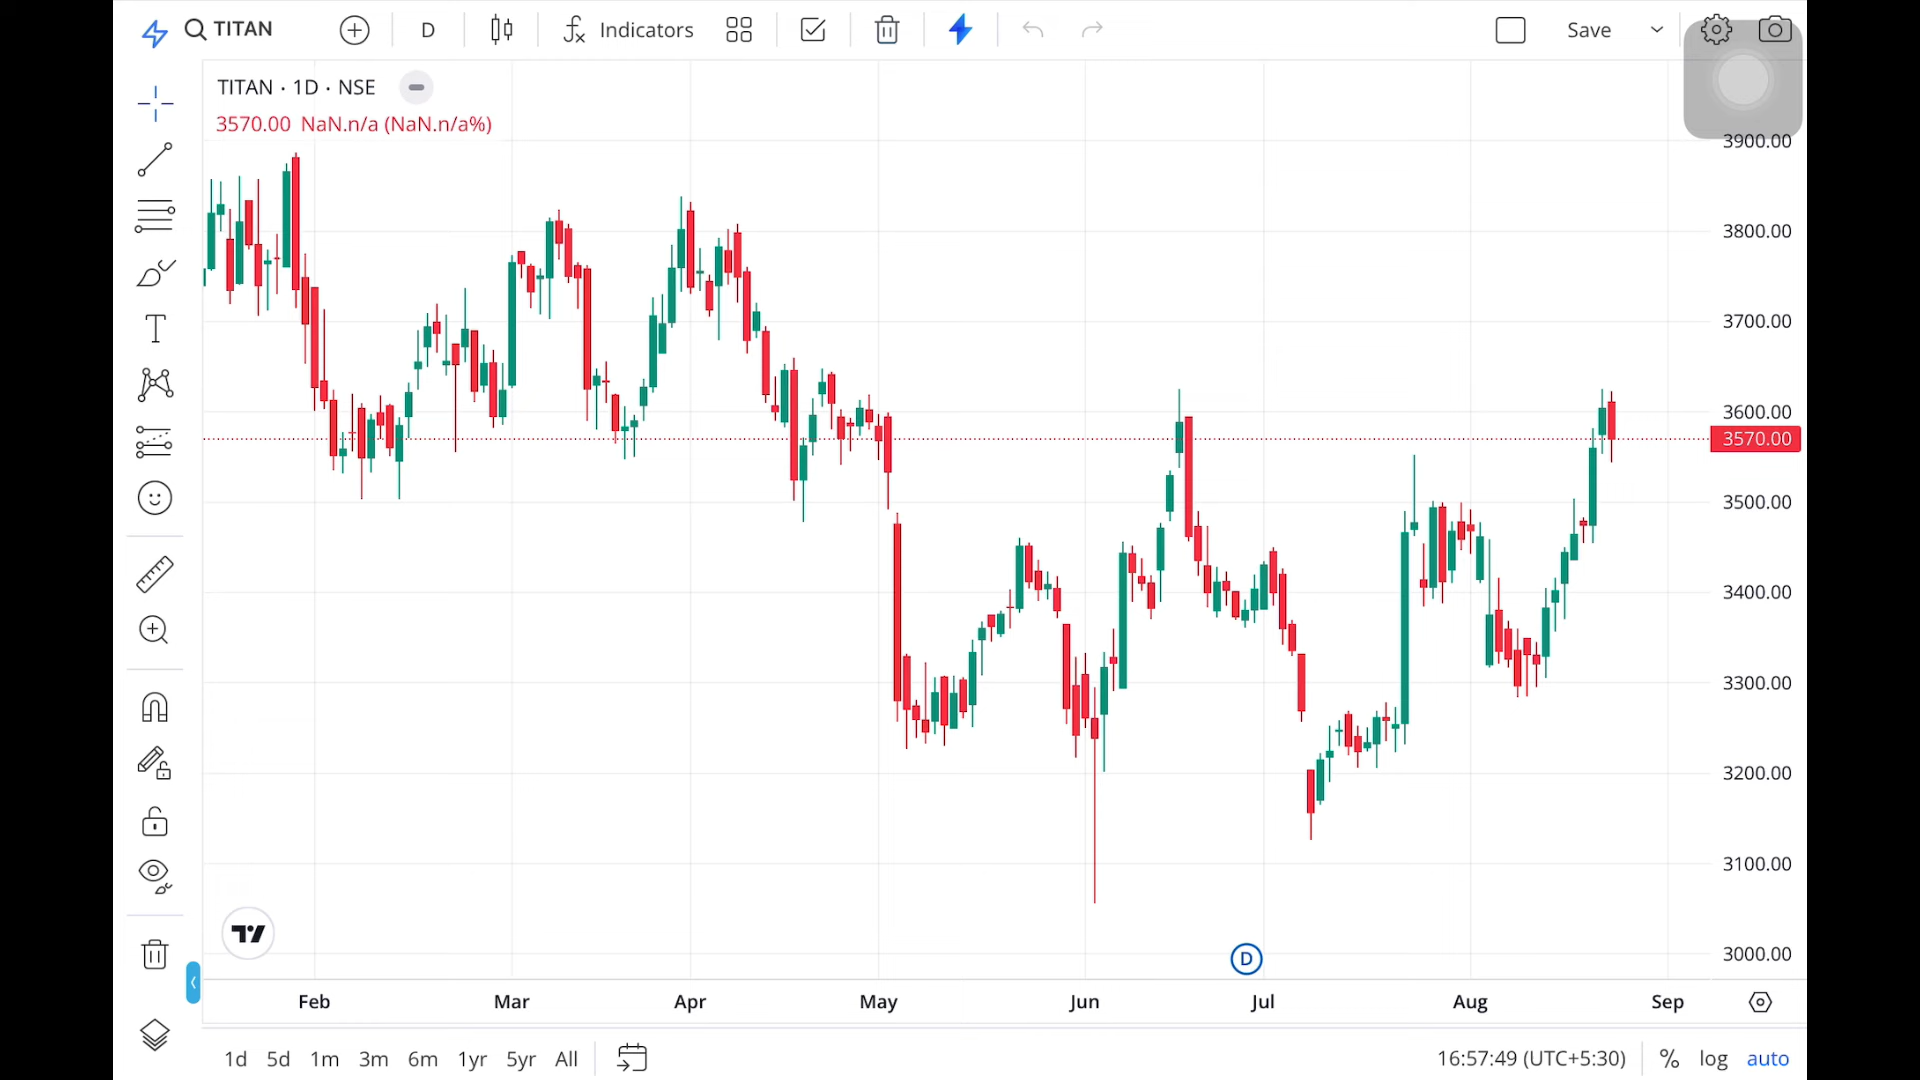 TITAN
D
Indicators
Save
TITAN · 1D · NSE
3570.00 NaN.n/a (NaN.n/a%)
3900.00
3800.00
3700.00
3600.00
3570.00
3500.00
3400.00
3300.00
3200.00
3100.00
3000.00
D
Feb Mar Apr May Jun Jul Aug Sep
1d 5d 1m 3m 6m 1yr 5yr All
16:57:49 (UTC+5:30) % log auto